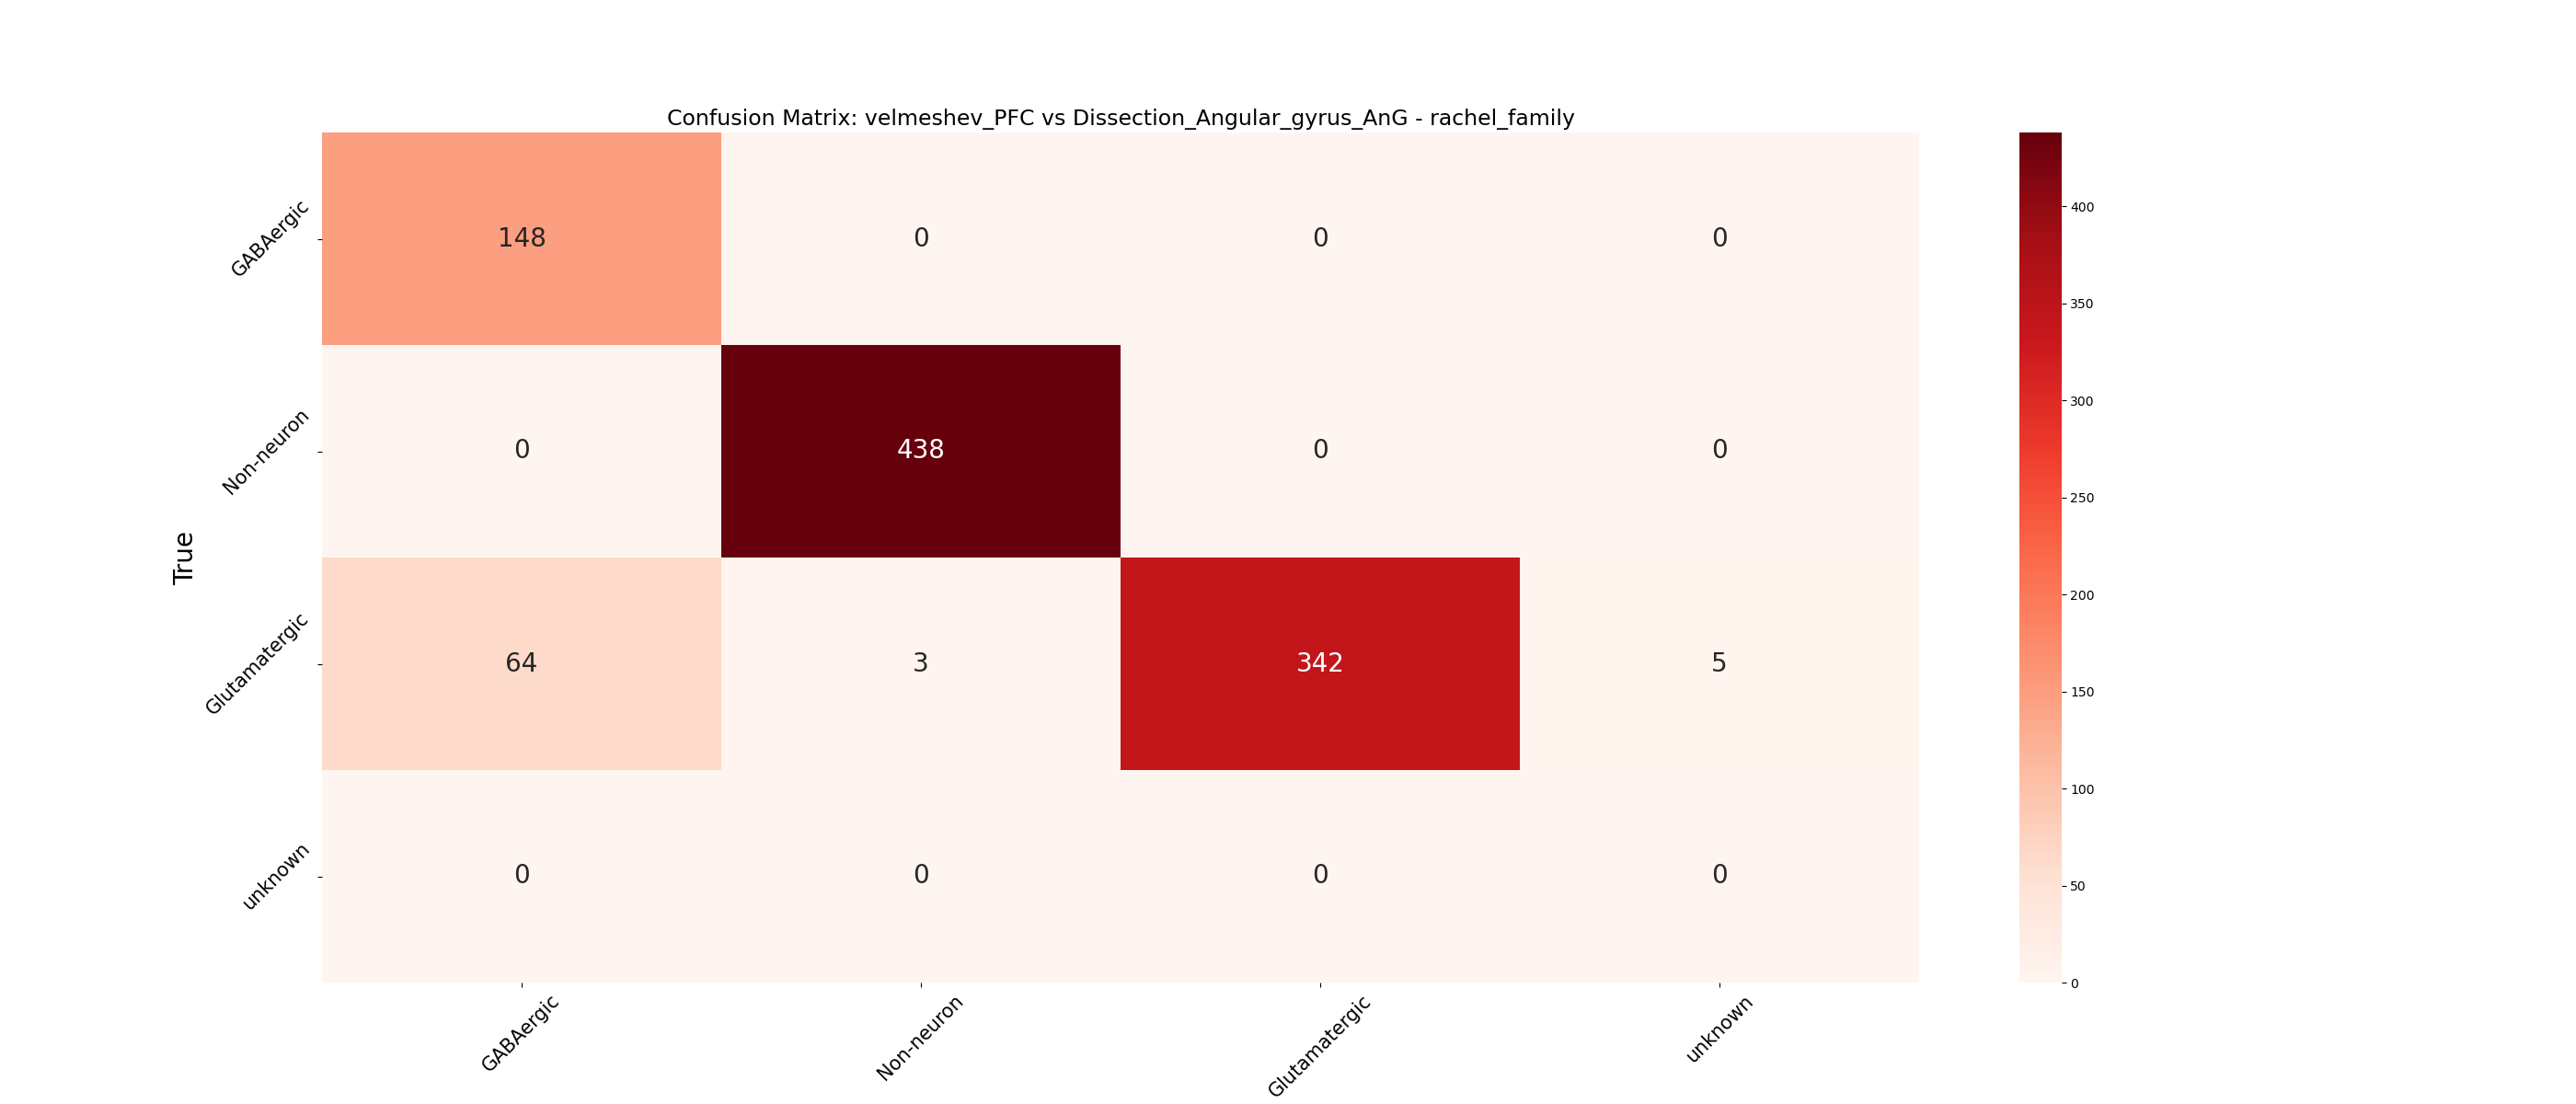 Confusion Matrix: velmeshev_PFC vs Dissection_Angular_gyrus_AnG - rachel_family
True
GABAergic
148 0 0 0
Non-neuron
0 438 0 0
Glutamatergic
64 3 342 5
unknown
0 0 0 0
GABAergic Non-neuron Glutamatergic unknown
400
350
300
250
200
150
100
50
0